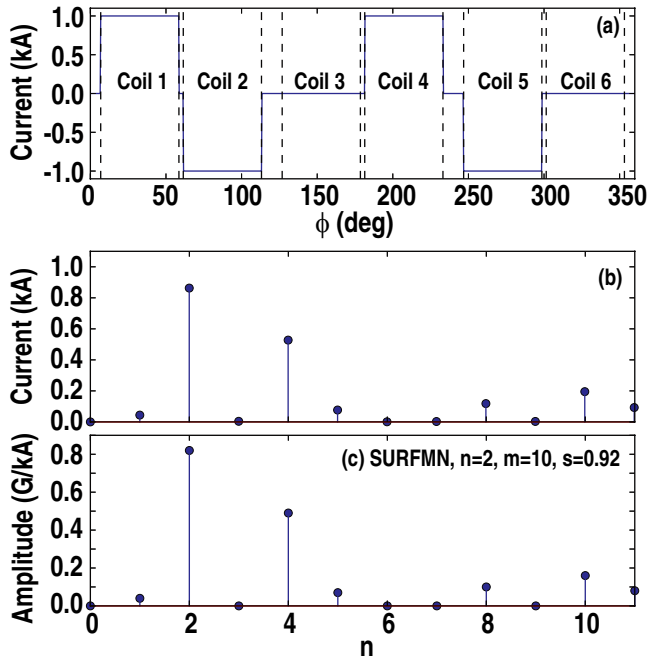 (a)
Current (kA)
1.0
0.5
0.0
-0.5
-1.0
Coil 1 Coil 2 Coil 3 Coil 4 Coil 5 Coil 6
0 50 100 150 200 250 300 350
ϕ (deg)
(b)
Current (kA)
1.0
0.8
0.6
0.4
0.2
0.0
(c) SURFMN, n=2, m=10, s=0.92
Amplitude (G/kA)
0.8
0.6
0.4
0.2
0.0
0 2 4 6 8 10
n